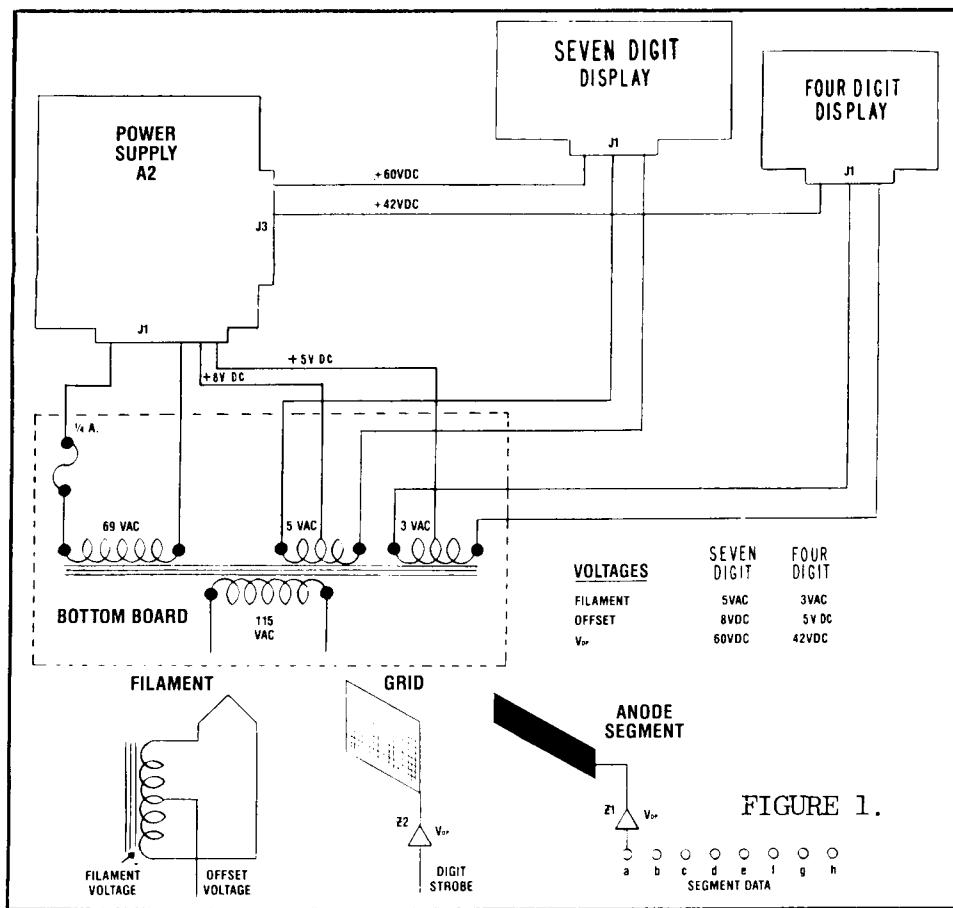 SEVEN DIGIT
DISPLAY
J1
FOUR DIGIT
DISPLAY
J1
POWER
SUPPLY
A2
+60VDC
+42VDC
J3
J1
+5V DC
+8V DC
¼ A.
69 VAC
5 VAC
3 VAC
BOTTOM BOARD
115
VAC
VOLTAGES
SEVEN
DIGIT
FOUR
DIGIT
FILAMENT 5VAC 3VAC
OFFSET 8VDC 5V DC
VDP 60VDC 42VDC
FILAMENT
GRID
ANODE
SEGMENT
FILAMENT
VOLTAGE
OFFSET
VOLTAGE
Z2
VDP
DIGIT
STROBE
Z1
VDP
FIGURE 1.
a b c d e f g h
SEGMENT DATA